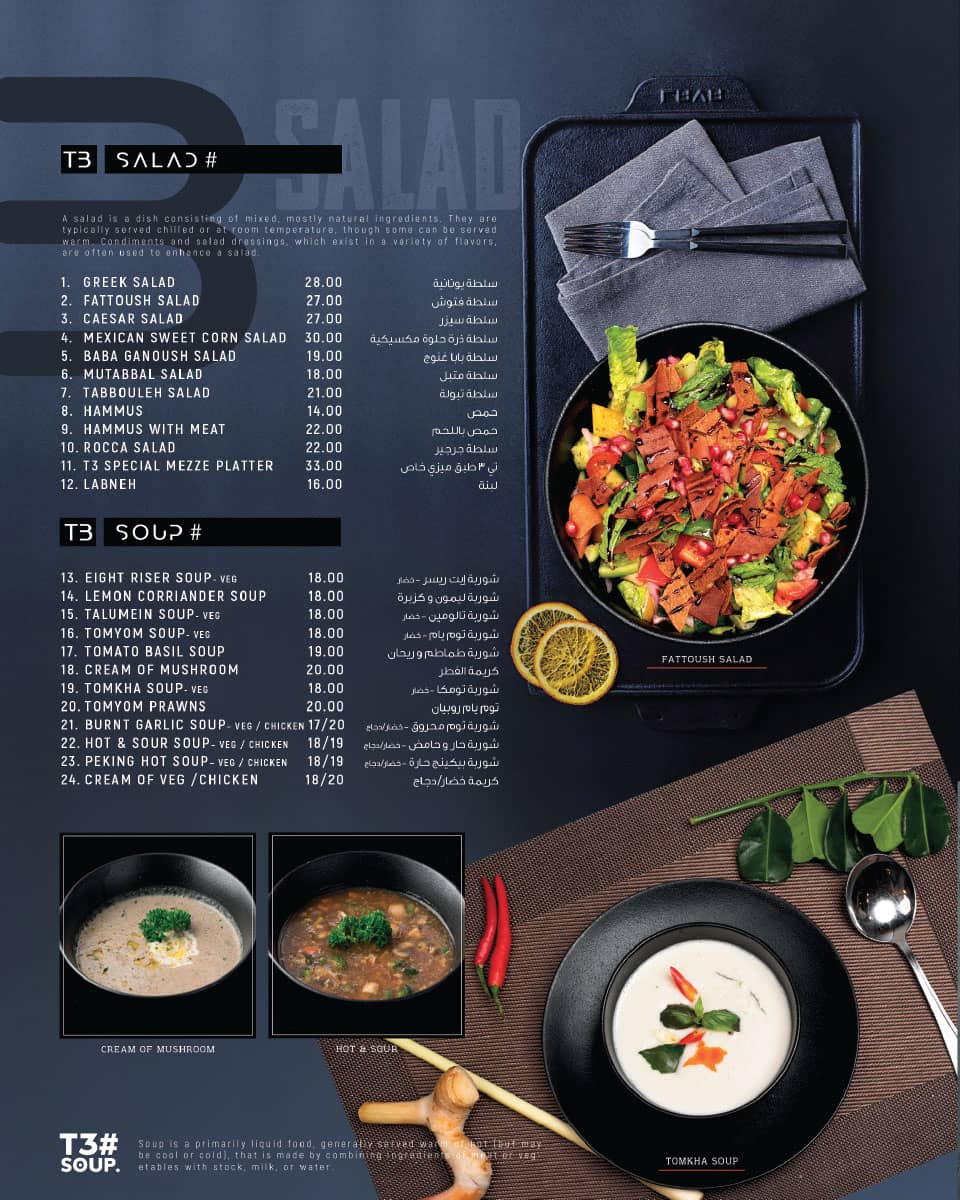 SALAD
T3 SALAD#
A salad is a dish consisting of mixed, mostly natural ingredients. They are
typically served chilled or at room temperature, though some can be served
warm. Condiments and salad dressings, which exist in a variety of flavors,
are often used to enhance a salad.
1. GREEK SALAD 28.00 سلطة يونانية
2. FATTOUSH SALAD 27.00 سلطة فتوش
3. CAESAR SALAD 27.00 سلطة سيزر
4. MEXICAN SWEET CORN SALAD 30.00 سلطة ذرة حلوة مكسيكية
5. BABA GANOUSH SALAD 19.00 سلطة بابا غنوج
6. MUTABBAL SALAD 18.00 سلطة متبل
7. TABBOULEH SALAD 21.00 سلطة تبولة
8. HAMMUS 14.00 حمص
9. HAMMUS WITH MEAT 22.00 حمص باللحم
10. ROCCA SALAD 22.00 سلطة جرجير
11. T3 SPECIAL MEZZE PLATTER 33.00 تي ٣ طبق ميزي خاص
12. LABNEH 16.00 لبنة
T3 SOUP#
13. EIGHT RISER SOUP- VEG 18.00 شوربة إيت ريسر - خضار
14. LEMON CORRIANDER SOUP 18.00 شوربة ليمون و كزبرة
15. TALUMEIN SOUP- VEG 18.00 شوربة تالومين - خضار
16. TOMYOM SOUP- VEG 18.00 شوربة توم يام - خضار
17. TOMATO BASIL SOUP 19.00 شوربة طماطم و ريحان
18. CREAM OF MUSHROOM 20.00 كريمة الفطر
19. TOMKHA SOUP- VEG 18.00 شوربة تومكا - خضار
20. TOMYOM PRAWNS 20.00 توم يام روبيان
21. BURNT GARLIC SOUP- VEG / CHICKEN 17/20 شوربة توم محروق - خضار/دجاج
22. HOT & SOUR SOUP- VEG / CHICKEN 18/19 شوربة حار و حامض - خضار/دجاج
23. PEKING HOT SOUP- VEG / CHICKEN 18/19 شوربة بيكينج حارة - خضار/دجاج
24. CREAM OF VEG /CHICKEN 18/20 كريمة خضار/دجاج
FATTOUSH SALAD
CREAM OF MUSHROOM
HOT & SOUR
TOMKHA SOUP
T3#
SOUP.
Soup is a primarily liquid food, generally served warm or hot (but may
be cool or cold), that is made by combining ingredients of meat or veg
etables with stock, milk, or water.